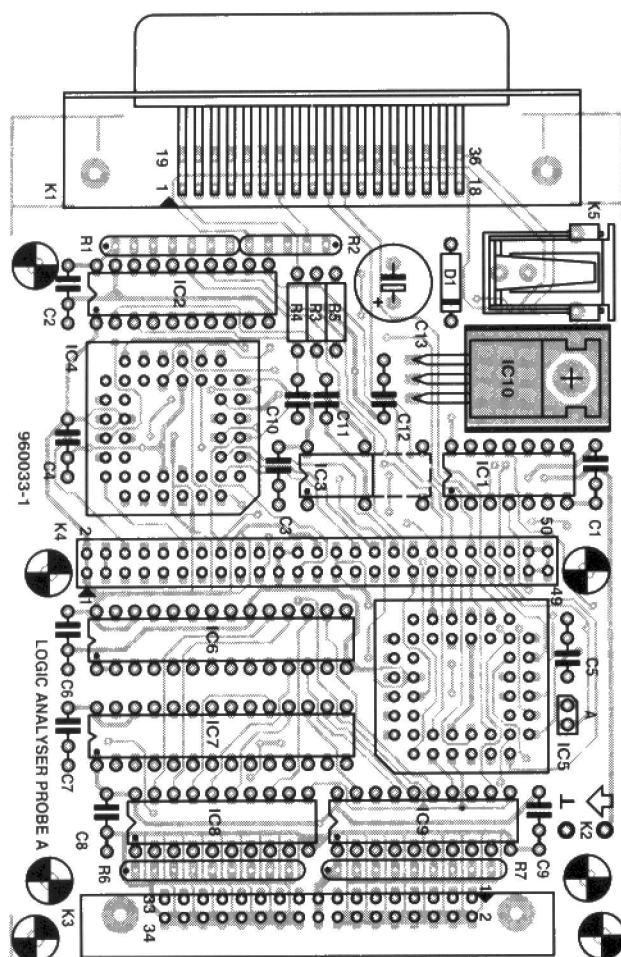 19
36
1
18
K1
K5
R1
R2
D1
C2
IC2
R4
R3
R5
+
C13
IC10
IC4
C10
C11
C12
C4
960033-1
C3
IC3
IC1
C1
K4
2
50
1
49
IC6
C6
C5
A
IC5
LOGIC ANALYSER PROBE A
IC7
C7
K2
IC8
IC9
C8
C9
R6
R7
K3
33
34
1
2